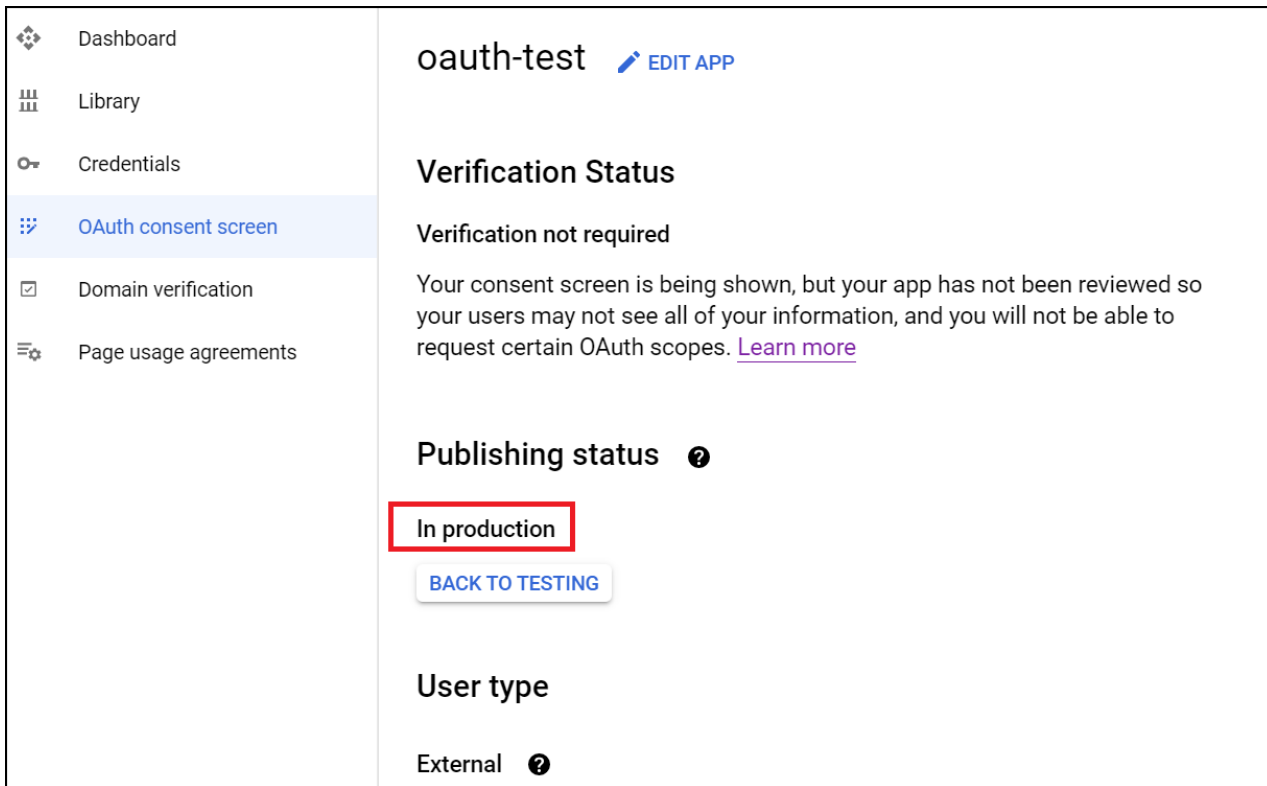 Dashboard
Library
Credentials
OAuth consent screen
Domain verification
Page usage agreements
oauth-test EDIT APP
Verification Status
Verification not required
Your consent screen is being shown, but your app has not been reviewed so
your users may not see all of your information, and you will not be able to
request certain OAuth scopes. Learn more
Publishing status
In production
BACK TO TESTING
User type
External